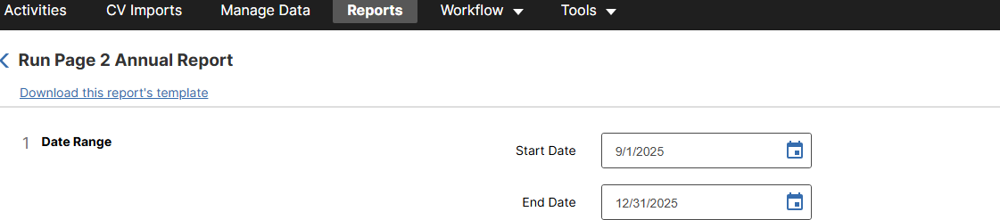 Activities CV Imports Manage Data Reports Workflow Tools
Run Page 2 Annual Report
Download this report's template
1 Date Range
Start Date 9/1/2025
End Date 12/31/2025